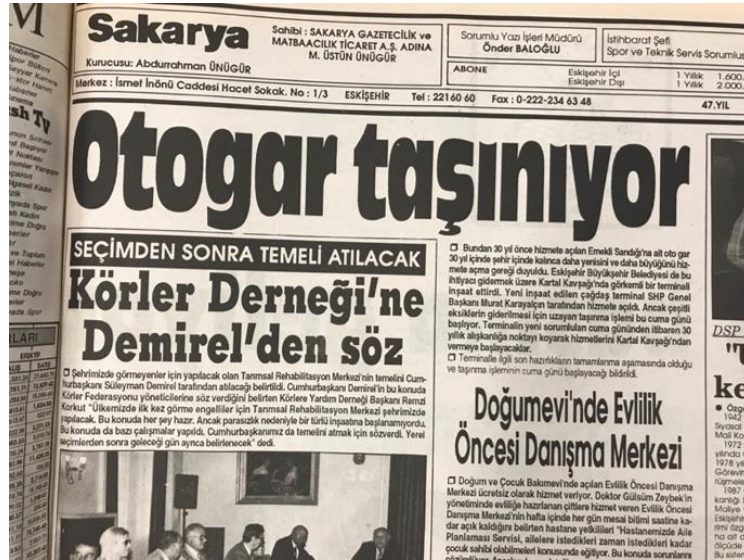 Sakarya
Kurucusu: Abdurrahman ÜNÜGÜR
Sahibi : SAKARYA GAZETECİLİK ve
MATBAACILIK TİCARET A.Ş. ADINA
M. ÜSTÜN ÜNÜGÜR
Sorumlu Yazı İşleri Müdürü
Önder BALOĞLU
İstihbarat Şefi
Spor ve Teknik Servis Sorumlus
ABONE
Eskişehir İçi 1 Yıllık 1.600.
Eskişehir Dışı 1 Yıllık 2.000.
Merkez : İsmet İnönü Caddesi Hacet Sokak. No : 1/3 ESKİŞEHİR Tel : 22160 60 Fax : 0-222-234 63 48 47.YIL
Otogar taşınıyor
SEÇİMDEN SONRA TEMELİ ATILACAK
Körler Derneği'ne
Demirel'den söz
Şehrimizde görmeyenler için yapılacak olan Tarımsal Rehabilitasyon Merkezi'nin temelini Cum-
hurbaşkanı Süleyman Demirel tarafından atılacağı belirtildi. Cumhurbaşkanı Demirel'in bu konuda
Körler Federasyonu yöneticilerine söz verdiğini belirten Körlere Yardım Derneği Başkanı Remzi
Korkut "Ülkemizde ilk kez görme engelliler için Tarımsal Rehabilitasyon Merkezi şehrimizde
yapılacak. Bu konuda her şey hazır. Ancak parasızlık nedeniyle bir türlü inşaatına başlanamıyordu.
Bu konuda da bazı çalışmalar yapıldı. Cumhurbaşkanımız da temelini atmak için sözverdi. Yerel
seçimlerden sonra geleceği gün ayrıca belirlenecek" dedi.
Bundan 30 yıl önce hizmete açılan Emekli Sandığı'na ait oto gar
30 yıl içinde şehir içinde kalınca daha yenisini ve daha büyüğünü hiz-
mete açma gereği duyuldu. Eskişehir Büyükşehir Belediyesi de bu
ihtiyacı gidermek üzere Kartal Kavşağı'nda görkemli bir terminali
inşaat ettirdi. Yeni inşaat edilen çağdaş terminal SHP Genel
Başkanı Murat Karayalçın tarafından hizmete açıldı. Ancak çeşitli
eksiklerin giderilmesi için uzayan taşınma işlemi bu cuma günü
başlıyor. Terminalin yeni sorumluları cuma gününden itibaren 30
yıllık alışkanlığa noktayı koyarak hizmetlerini Kartal Kavşağı'ndan
vermeye başlayacaklar.
Terminalle ilgili son hazırlıkların tamamlanma aşamasında olduğu
ve taşınma işleminin cuma günü başlayacağı bildirildi.
Doğumevi'nde Evlilik
Öncesi Danışma Merkezi
Doğum ve Çocuk Bakımevi'nde açılan Evlilik Öncesi Danışma
Merkezi ücretsiz olarak hizmet veriyor. Doktor Gülsüm Zeybek'in
yönetiminde evliliğe hazırlanan çiftlere hizmet veren Evlilik Öncesi
Danışma Merkezi'nin hafta içinde her gün mesai bitimi saatine ka-
dar açık kaldığını belirten hastane yetkilileri "Hastanemizde Aile
Planlaması Servisi, ailelere istedikleri zaman istedikleri kadar
çocuk sahibi olabilmeleri konusunda eğitiyor. Bu konuda sorunların
DSP